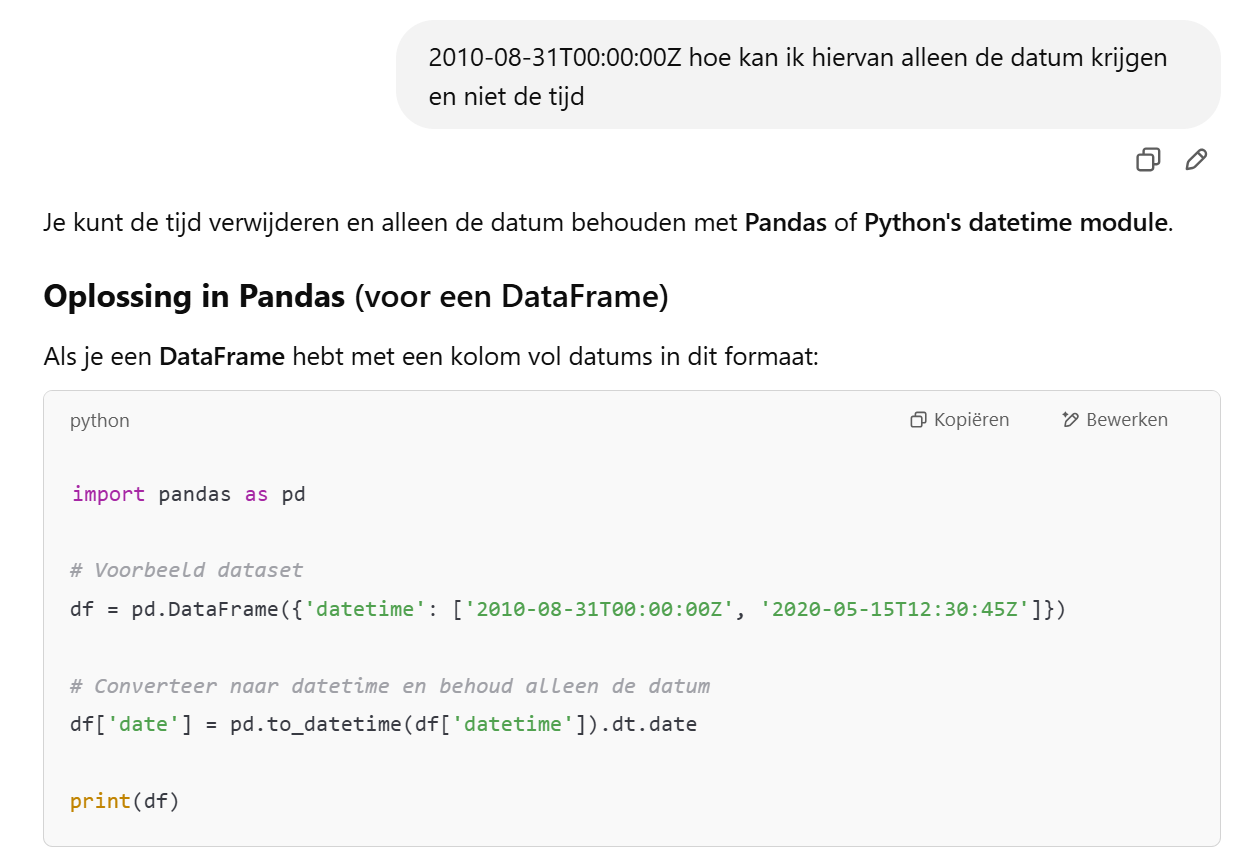 2010-08-31T00:00:00Z hoe kan ik hiervan alleen de datum krijgen
en niet de tijd
Je kunt de tijd verwijderen en alleen de datum behouden met Pandas of Python's datetime module.
Oplossing in Pandas (voor een DataFrame)
Als je een DataFrame hebt met een kolom vol datums in dit formaat:
python Kopiëren Bewerken
import pandas as pd
# Voorbeeld dataset
df = pd.DataFrame({'datetime': ['2010-08-31T00:00:00Z', '2020-05-15T12:30:45Z']})
# Converteer naar datetime en behoud alleen de datum
df['date'] = pd.to_datetime(df['datetime']).dt.date
print(df)